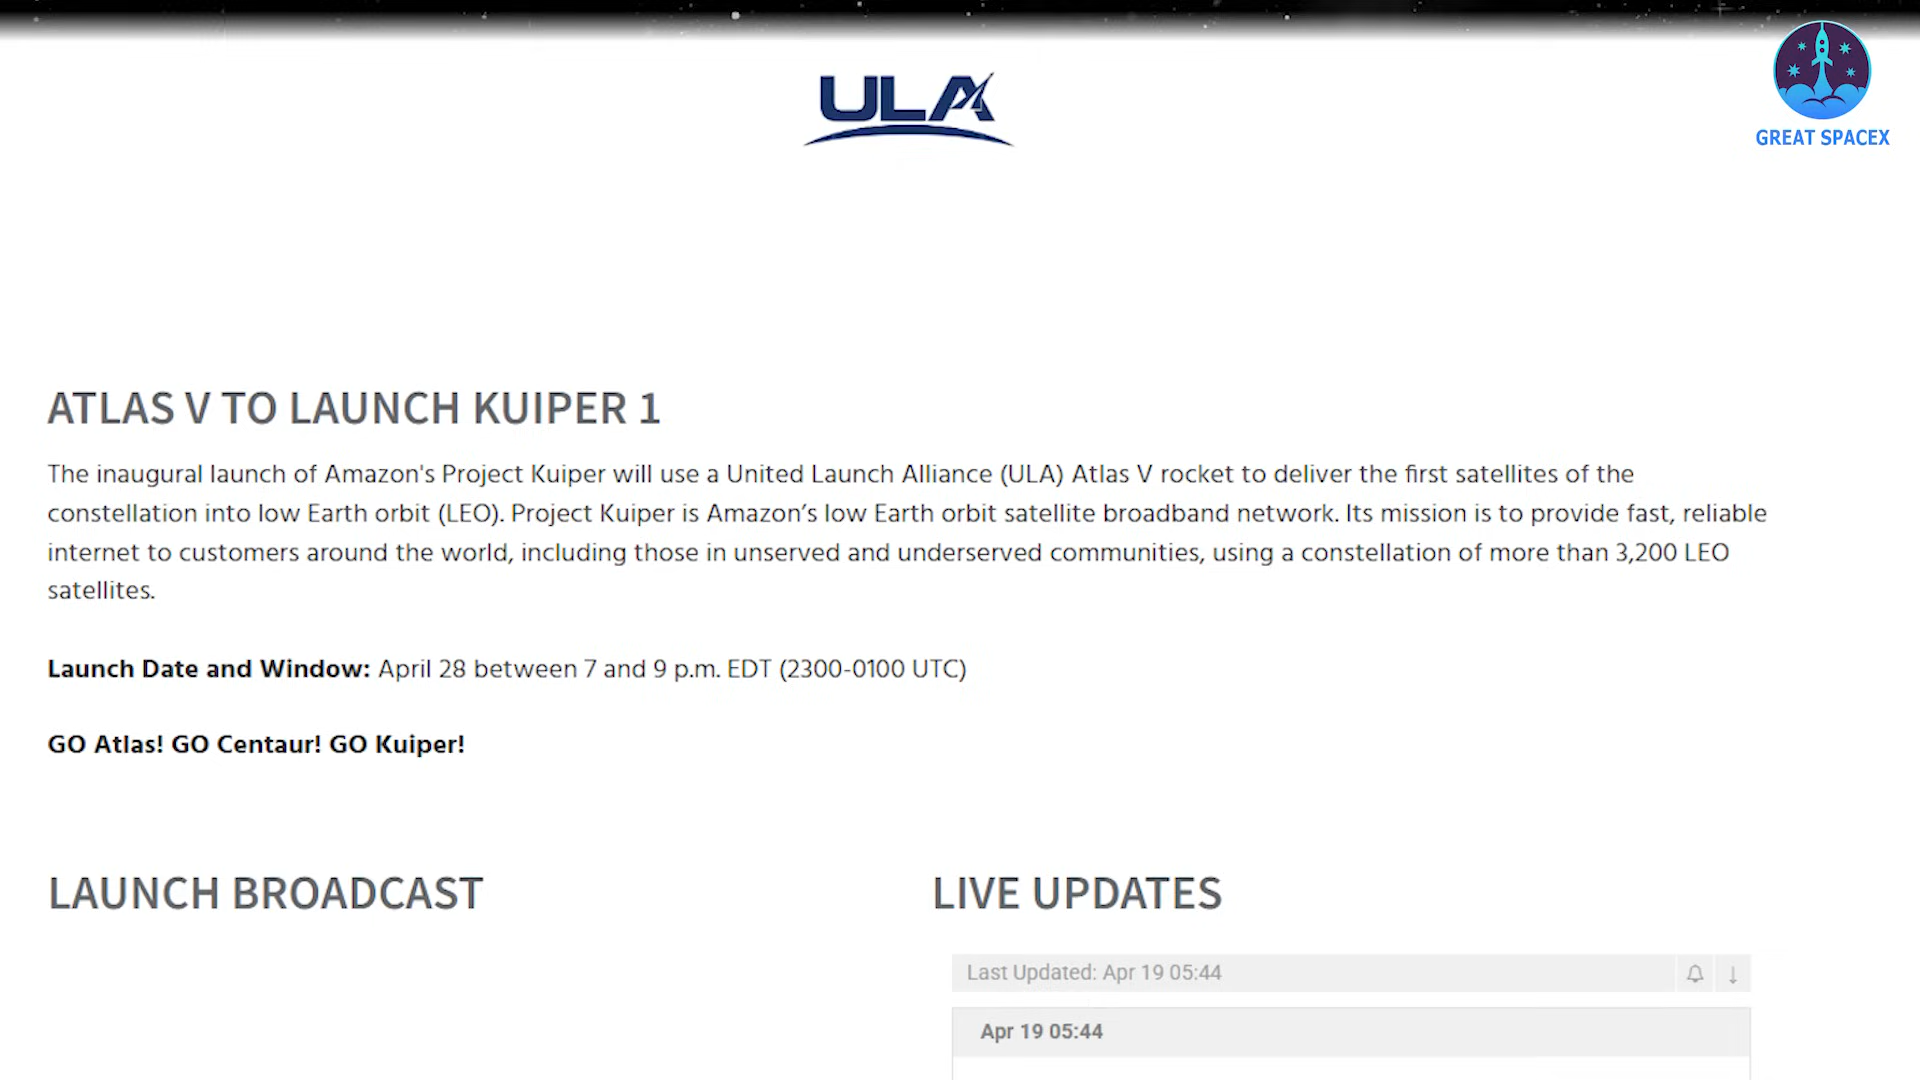 ULA
GREAT SPACEX
ATLAS V TO LAUNCH KUIPER 1
The inaugural launch of Amazon's Project Kuiper will use a United Launch Alliance (ULA) Atlas V rocket to deliver the first satellites of the
constellation into low Earth orbit (LEO). Project Kuiper is Amazon’s low Earth orbit satellite broadband network. Its mission is to provide fast, reliable
internet to customers around the world, including those in unserved and underserved communities, using a constellation of more than 3,200 LEO
satellites.
Launch Date and Window: April 28 between 7 and 9 p.m. EDT (2300-0100 UTC)
GO Atlas! GO Centaur! GO Kuiper!
LAUNCH BROADCAST
LIVE UPDATES
Last Updated: Apr 19 05:44
Apr 19 05:44